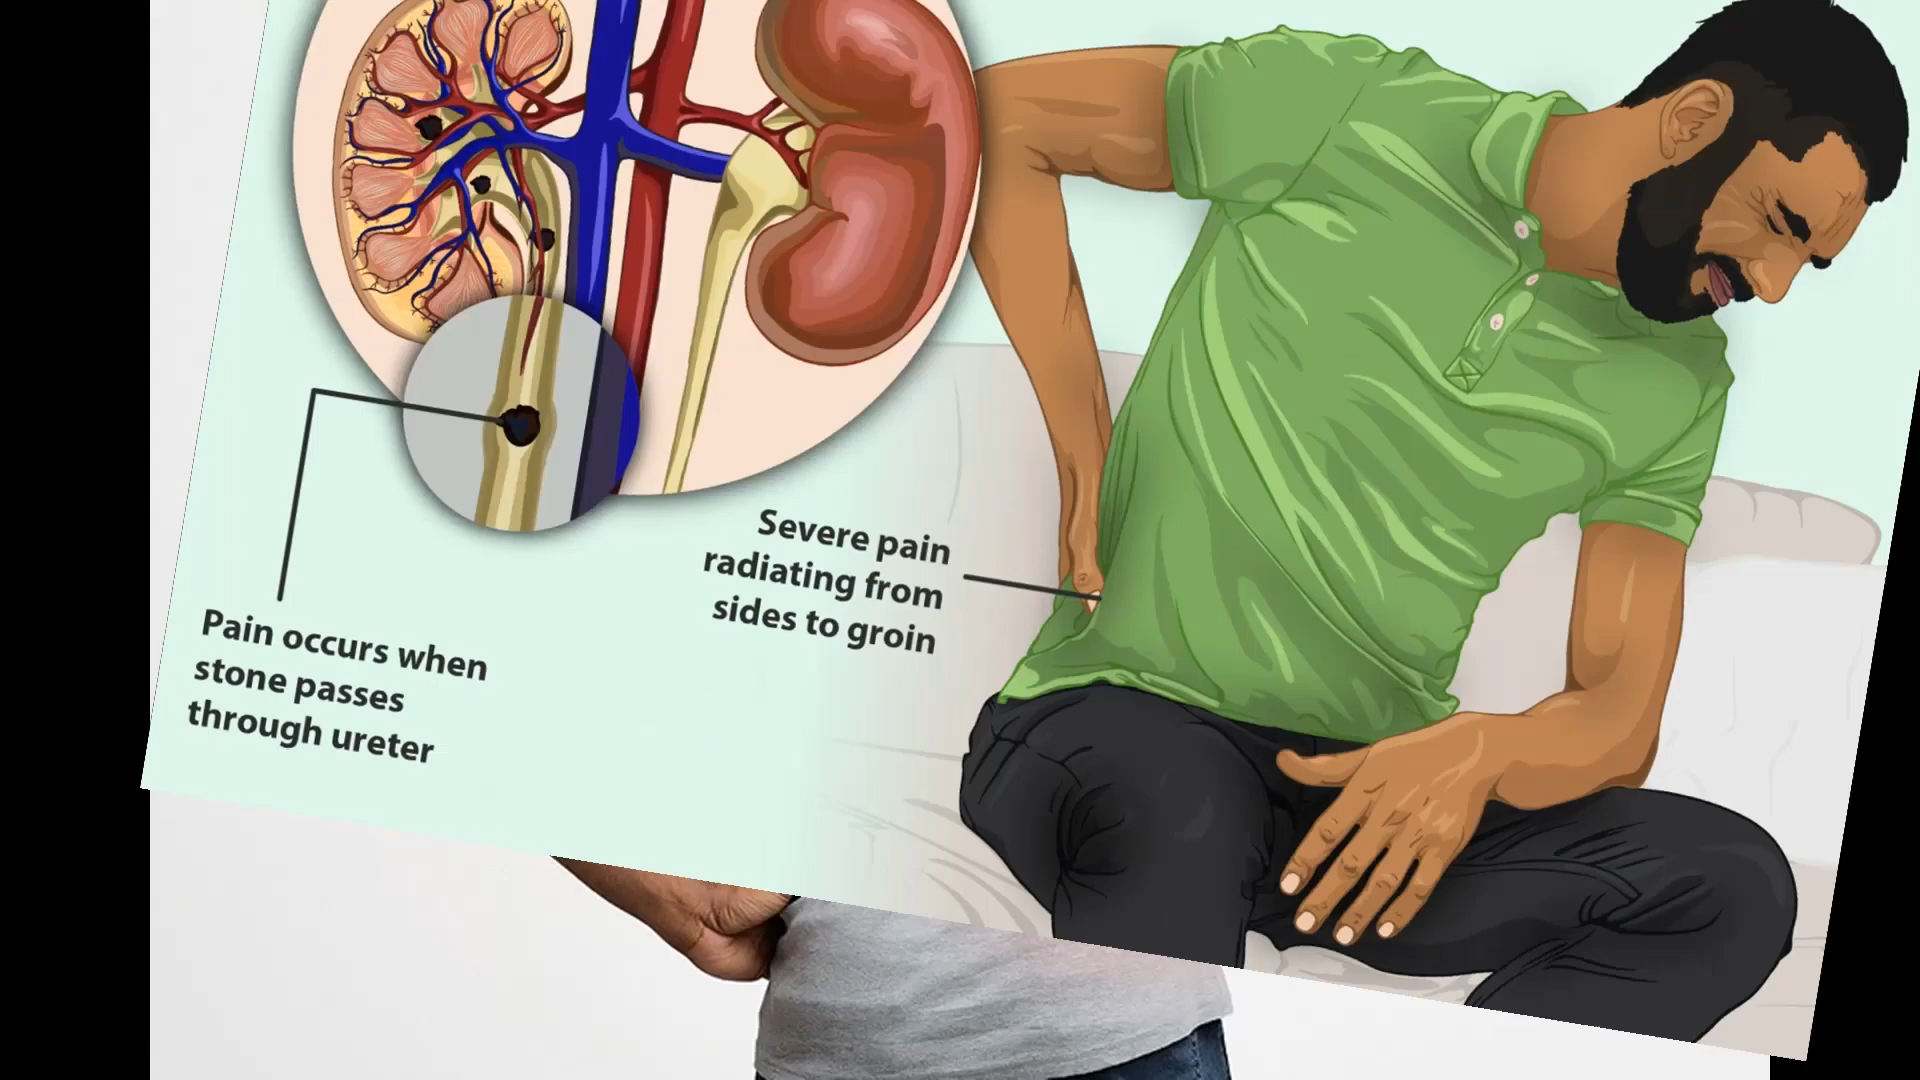 Severe pain
radiating from
sides to groin
Pain occurs when
stone passes
through ureter